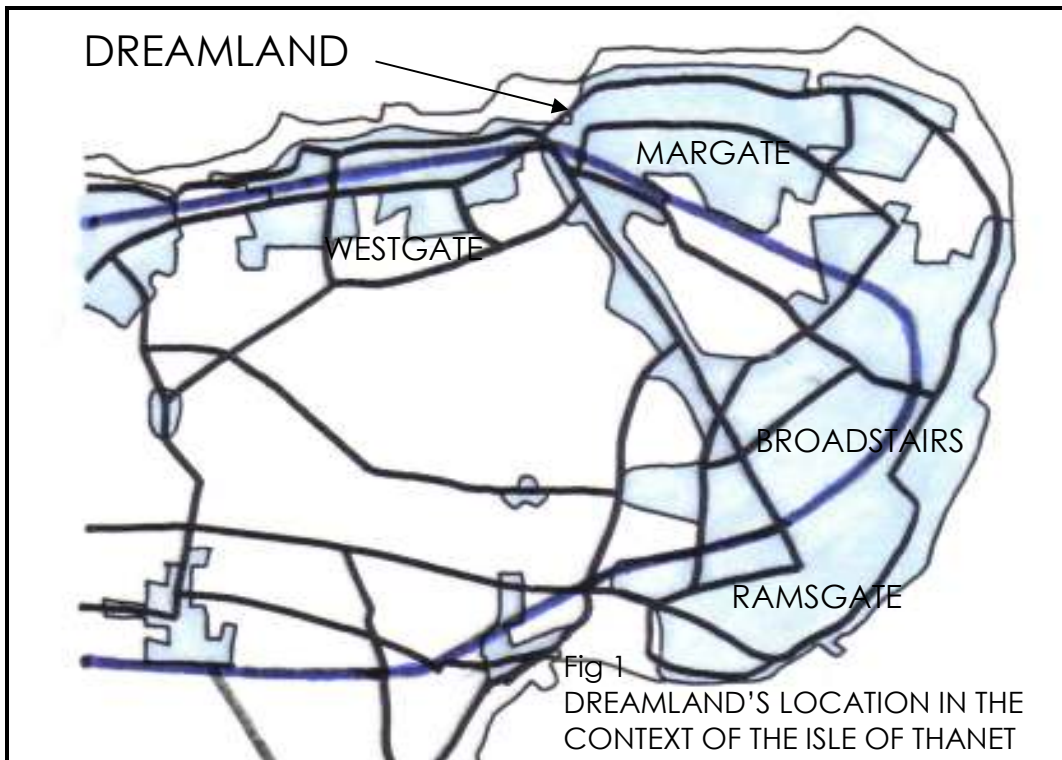 DREAMLAND
MARGATE
WESTGATE
BROADSTAIRS
RAMSGATE
Fig 1
DREAMLAND'S LOCATION IN THE
CONTEXT OF THE ISLE OF THANET